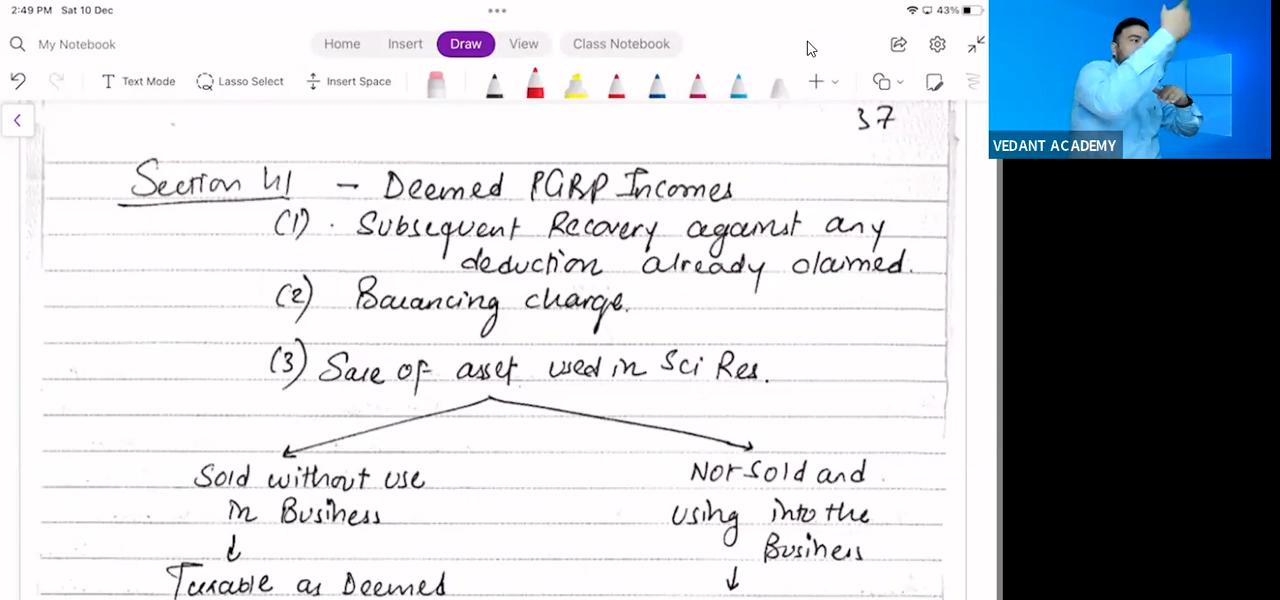 2:49 PM Sat 10 Dec
43%
My Notebook
Home Insert Draw View Class Notebook
Text Mode Lasso Select Insert Space
VEDANT ACADEMY
37
Section 41 - Deemed PGBP Incomes
(1) . Subsequent Recovery against any
deduction already claimed.
(2) Balancing charge.
(3) Sale of asset used in Sci Res.
Sold without use
in Business
Taxable as Deemed
Not Sold and
using into the
Business